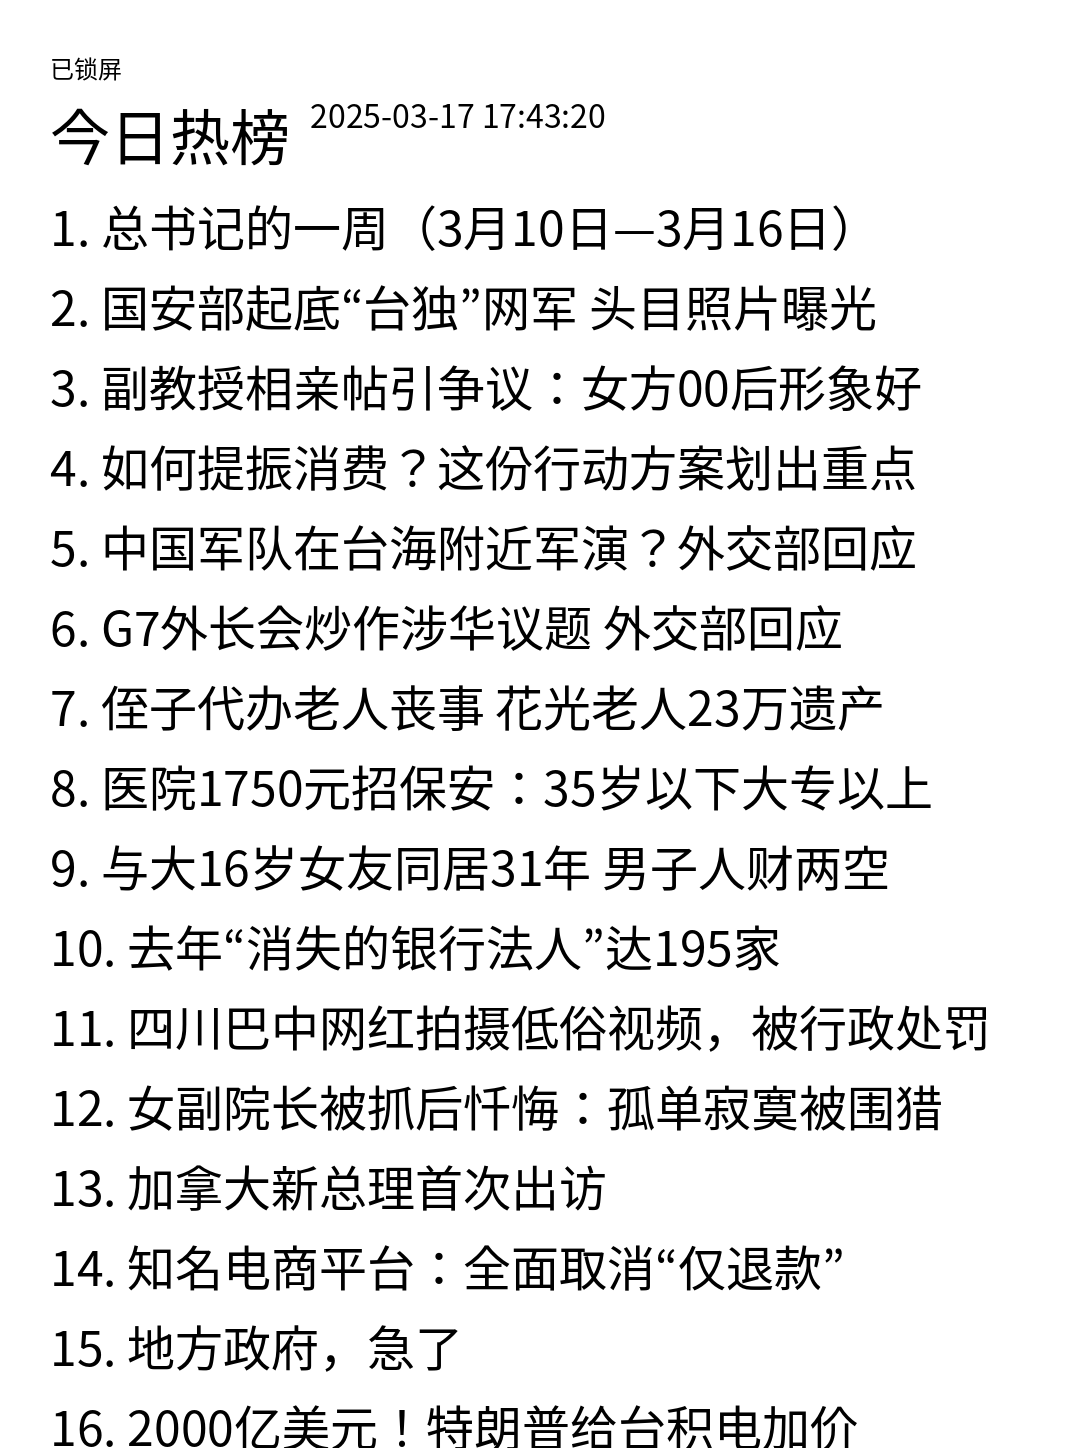 已锁屏
今日热榜 2025-03-17 17:43:20
1. 总书记的一周（3月10日—3月16日）
2. 国安部起底“台独”网军 头目照片曝光
3. 副教授相亲帖引争议：女方00后形象好
4. 如何提振消费？这份行动方案划出重点
5. 中国军队在台海附近军演？外交部回应
6. G7外长会炒作涉华议题 外交部回应
7. 侄子代办老人丧事 花光老人23万遗产
8. 医院1750元招保安：35岁以下大专以上
9. 与大16岁女友同居31年 男子人财两空
10. 去年“消失的银行法人”达195家
11. 四川巴中网红拍摄低俗视频，被行政处罚
12. 女副院长被抓后忏悔：孤单寂寞被围猎
13. 加拿大新总理首次出访
14. 知名电商平台：全面取消“仅退款”
15. 地方政府，急了
16. 2000亿美元！特朗普给台积电加价